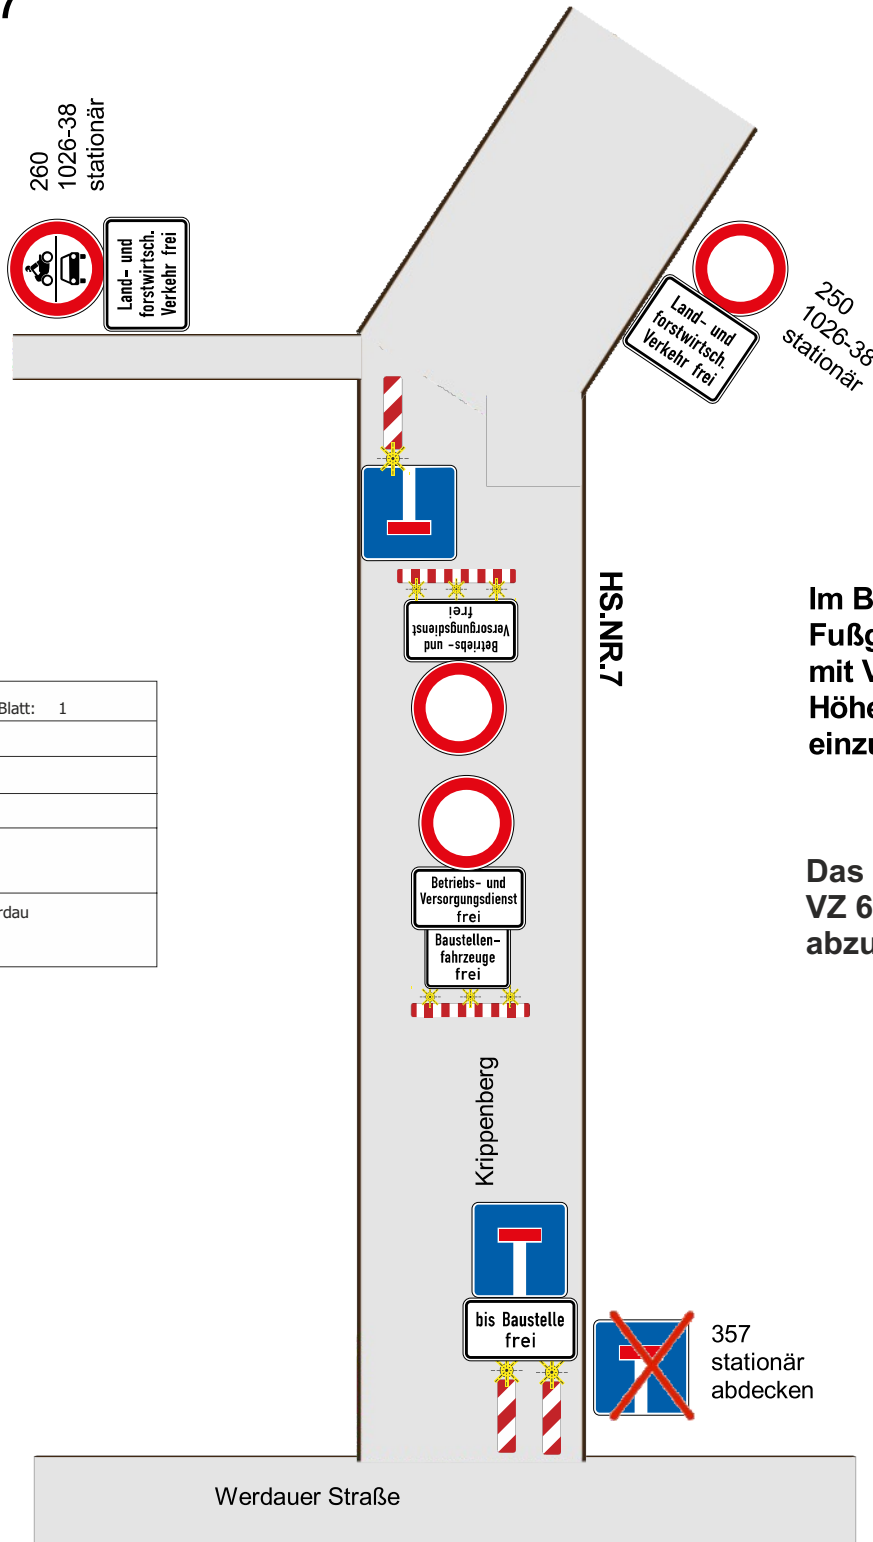 7
260
1026-38
stationär
Land- und
forstwirtsch.
Verkehr frei
Land- und
forstwirtsch.
Verkehr frei
250
1026-38
stationär
HS.NR.7
Im B
Fußg
mit V
Höhe
einzu
Betriebs- und
Versorgungsdienst
frei
Blatt: 1
rdau
Das
VZ 6
abzu
Betriebs- und
Versorgungsdienst
frei
Baustellen-
fahrzeuge
frei
Krippenberg
bis Baustelle
frei
357
stationär
abdecken
Werdauer Straße